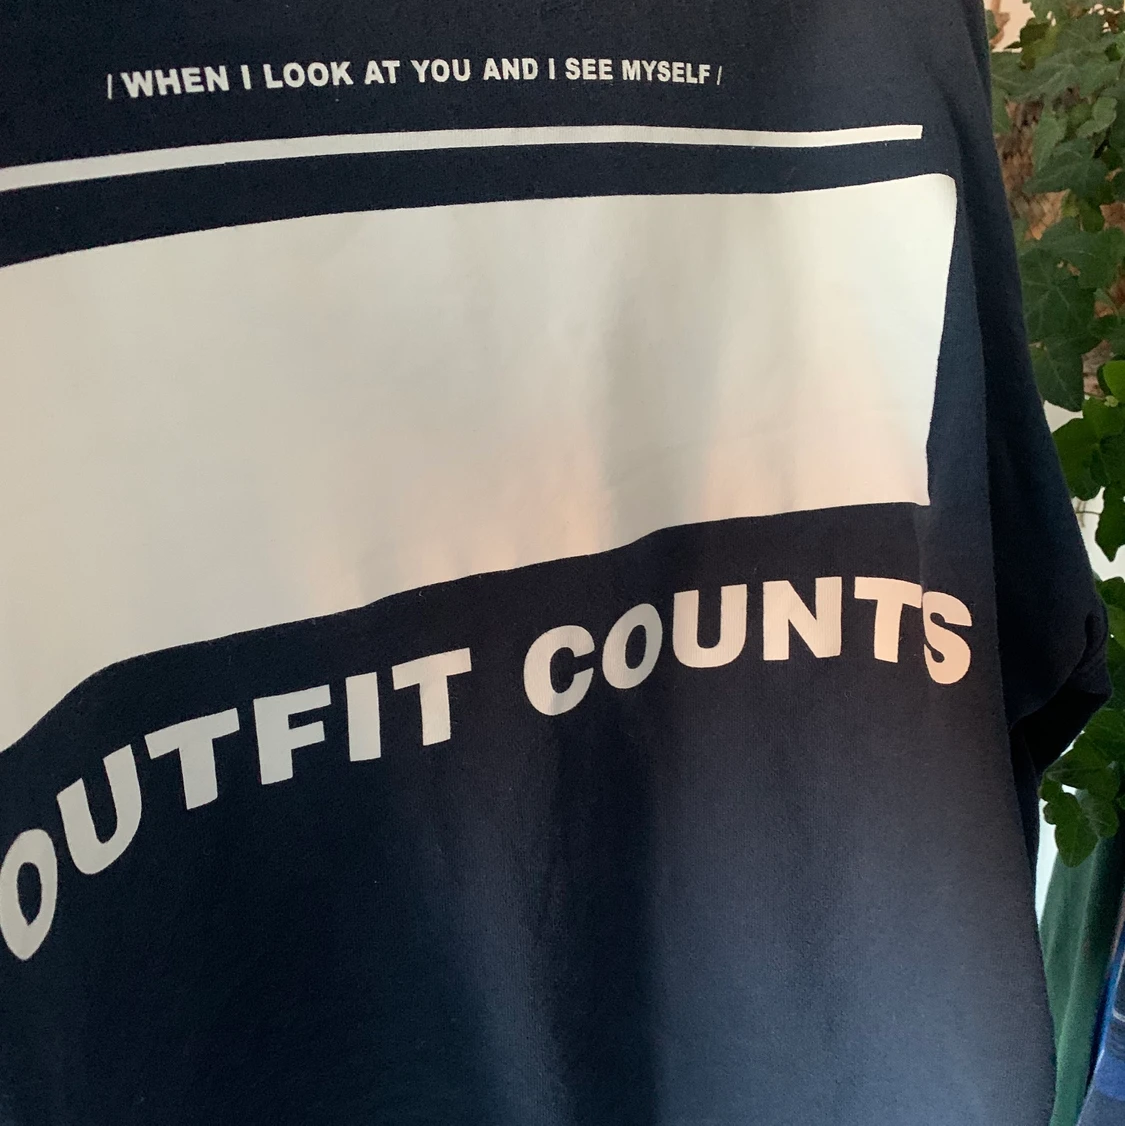 / WHEN I LOOK AT YOU AND I SEE MYSELF /
OUTFIT COUNTS